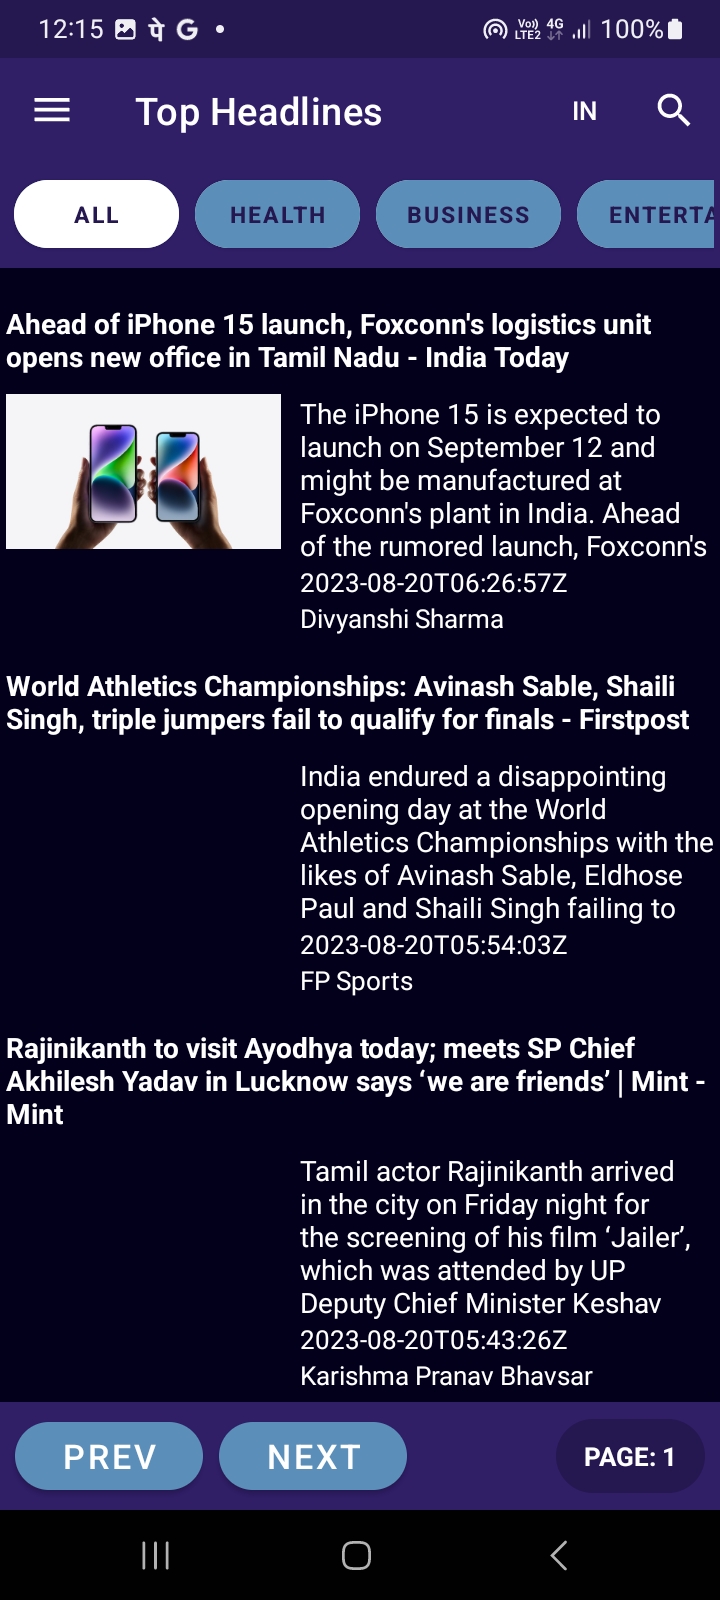 12:15 पे G Vo)) LTE2 4G 100%
Top Headlines IN
ALL HEALTH BUSINESS ENTERTA
Ahead of iPhone 15 launch, Foxconn's logistics unit
opens new office in Tamil Nadu - India Today
The iPhone 15 is expected to
launch on September 12 and
might be manufactured at
Foxconn's plant in India. Ahead
of the rumored launch, Foxconn's
2023-08-20T06:26:57Z
Divyanshi Sharma
World Athletics Championships: Avinash Sable, Shaili
Singh, triple jumpers fail to qualify for finals - Firstpost
India endured a disappointing
opening day at the World
Athletics Championships with the
likes of Avinash Sable, Eldhose
Paul and Shaili Singh failing to
2023-08-20T05:54:03Z
FP Sports
Rajinikanth to visit Ayodhya today; meets SP Chief
Akhilesh Yadav in Lucknow says ‘we are friends’ | Mint -
Mint
Tamil actor Rajinikanth arrived
in the city on Friday night for
the screening of his film ‘Jailer’,
which was attended by UP
Deputy Chief Minister Keshav
2023-08-20T05:43:26Z
Karishma Pranav Bhavsar
PREV NEXT PAGE: 1